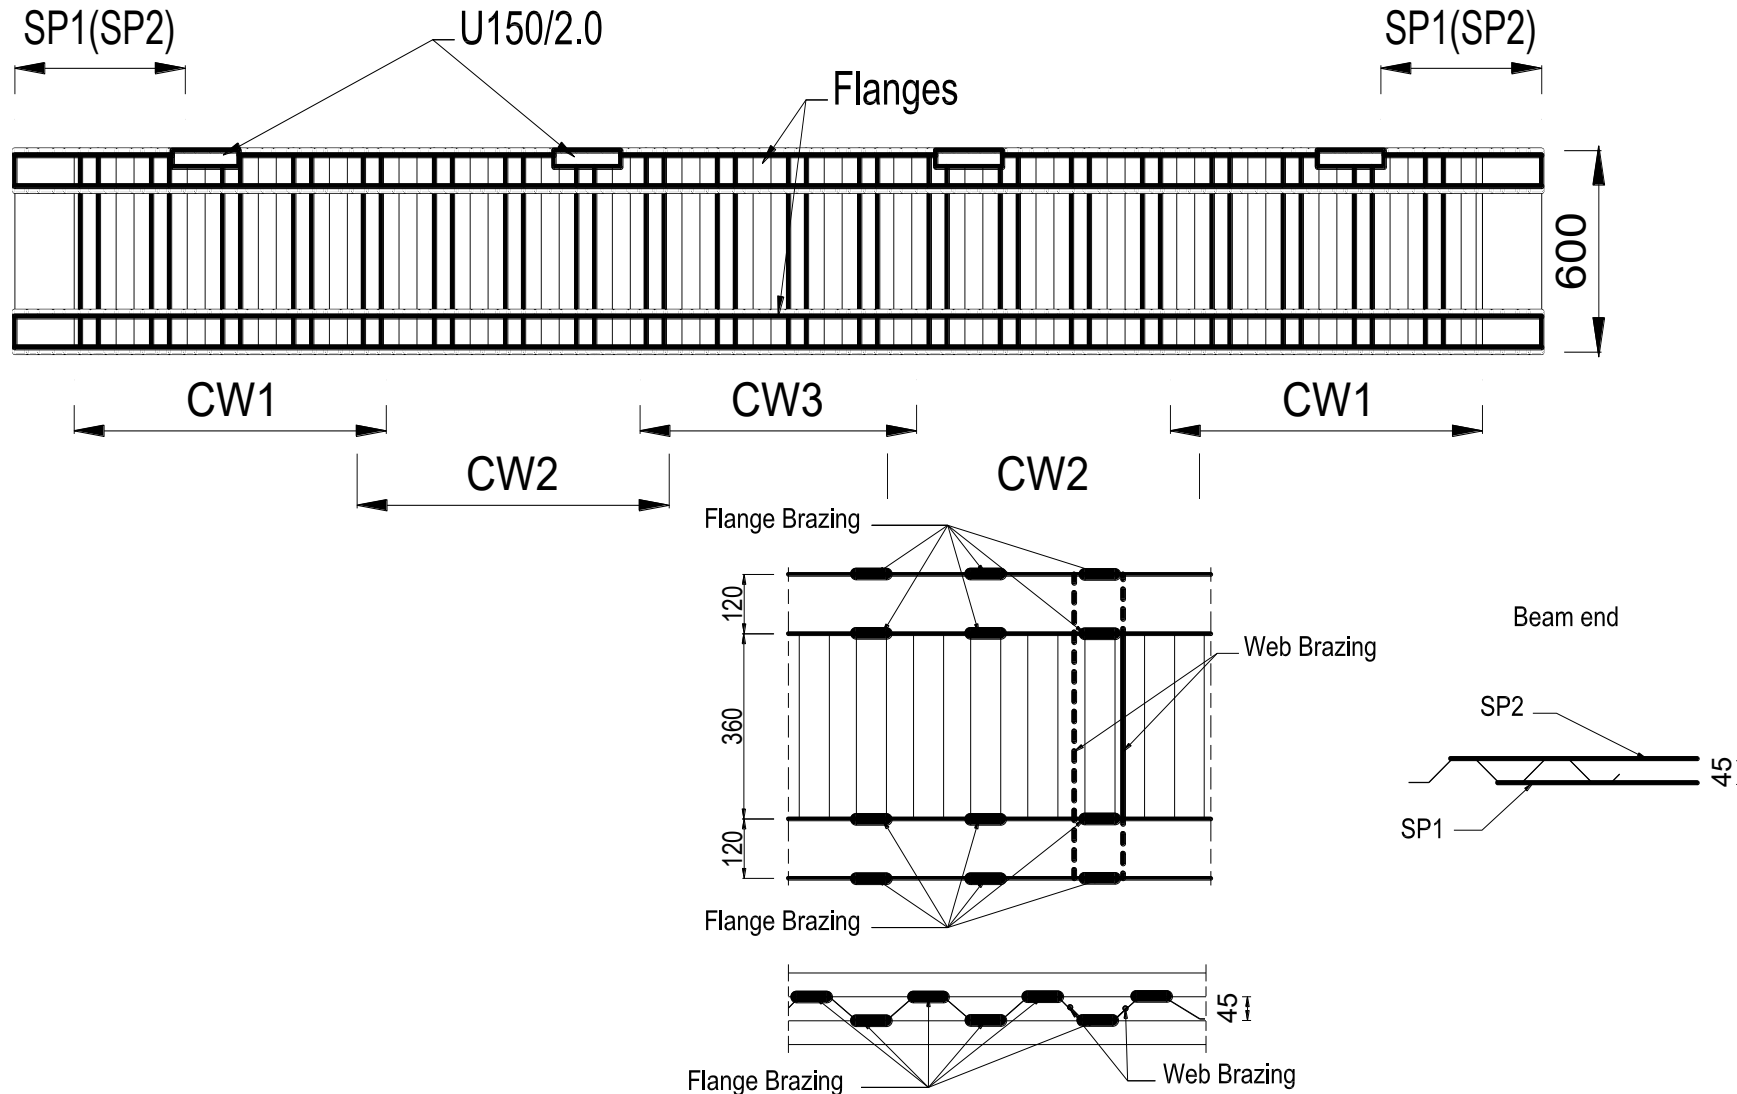 SP1(SP2)
U150/2.0
SP1(SP2)
Flanges
600
CW1
CW3
CW1
CW2
CW2
Flange Brazing
120
Beam end
Web Brazing
SP2
360
45
SP1
120
Flange Brazing
45
Flange Brazing
Web Brazing